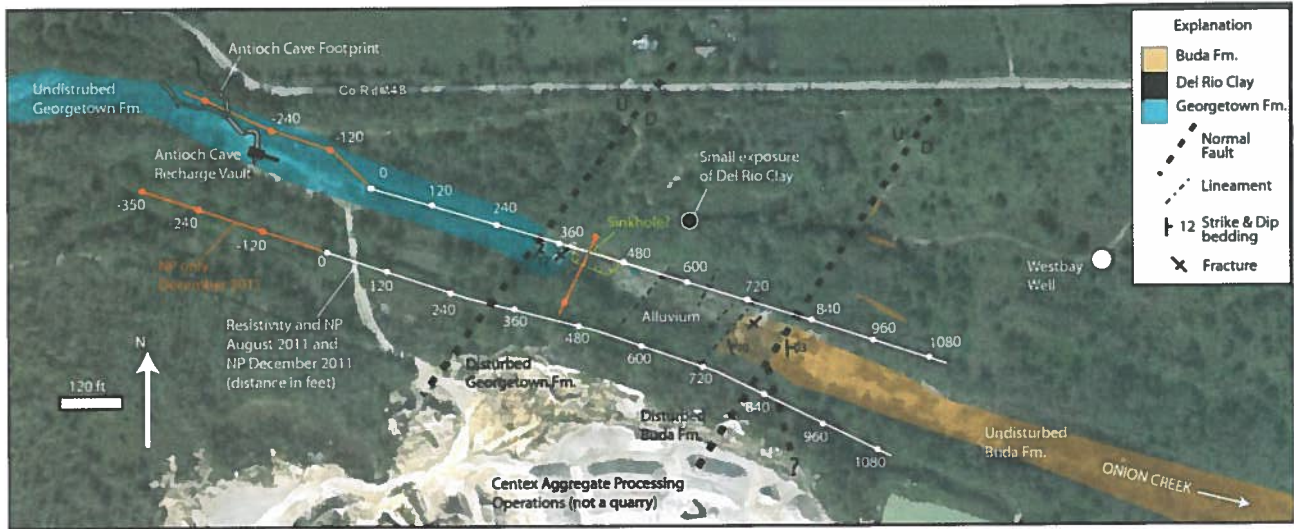 Explanation
Buda Fm.
Del Rio Clay
Georgetown Fm.
Normal
Fault
Lineament
12
Strike & Dip
bedding
Fracture
Antioch Cave Footprint
Undistrubed
Georgetown Fm.
Co Rd 148
-240
-120
0
120
240
360
480
600
720
840
960
1080
Antioch Cave
Recharge Vault
Small exposure
of Del Rio Clay
Sinkhole?
U
D
U
D
Westbay
Well
-350
-240
-120
0
120
240
360
480
600
720
840
960
1080
NP only
December 2011
Alluvium
Resistivity and NP
August 2011 and
NP December 2011
(distance in feet)
N
120 ft
Disturbed
Georgetown Fm.
Disturbed
Buda Fm.
?
?
Undisturbed
Buda Fm.
ONION CREEK
Centex Aggregate Processing
Operations (not a quarry)